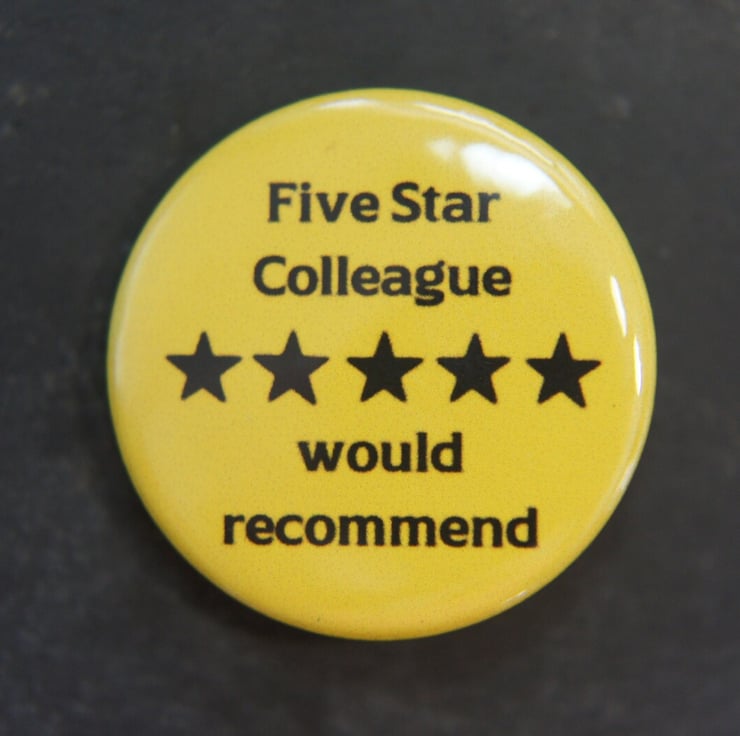 Five Star
Colleague
★★★★★
would
recommend